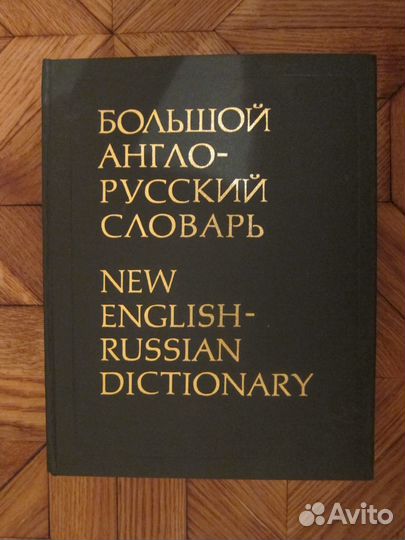 БОЛЬШОЙ
АНГЛО-
РУССКИЙ
СЛОВАРЬ
NEW
ENGLISH-
RUSSIAN
DICTIONARY
Avito